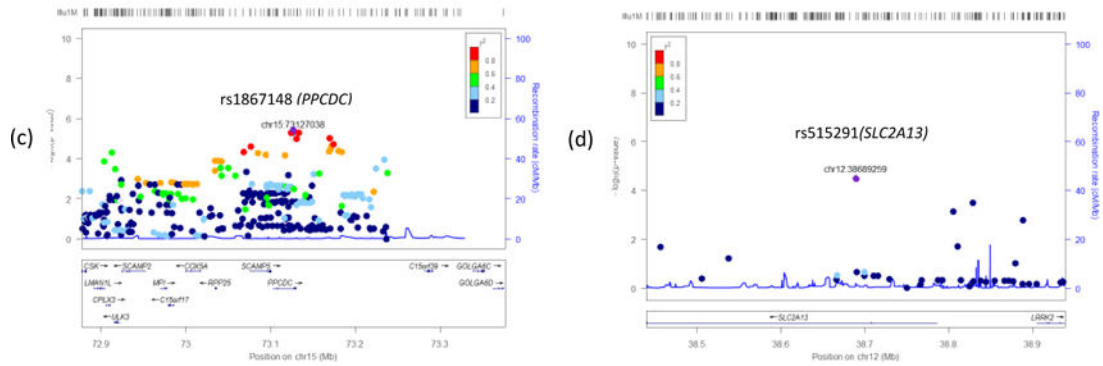 Illu1M
(c)
10
8
6
4
2
0
100
80
60
40
20
0
r²
0.8
0.6
0.4
0.2
rs1867148 (PPCDC)
chr15.73127038
Recombination rate (cM/Mb)
CSK
SCAMP2
COX5A
SCAMP5
C15orf39
GOLGA6C
LMAN1L
MPI
RPP25
PPCDC
GOLGA6D
CPLX3
C15orf17
ULK3
72.9
73
73.1
73.2
73.3
Position on chr15 (Mb)
Illu1M
(d)
10
8
6
4
2
0
100
80
60
40
20
0
r²
0.8
0.6
0.4
0.2
rs515291(SLC2A13)
chr12.38689259
Recombination rate (cM/Mb)
SLC2A13
LRRK2
38.5
38.6
38.7
38.8
38.9
Position on chr12 (Mb)